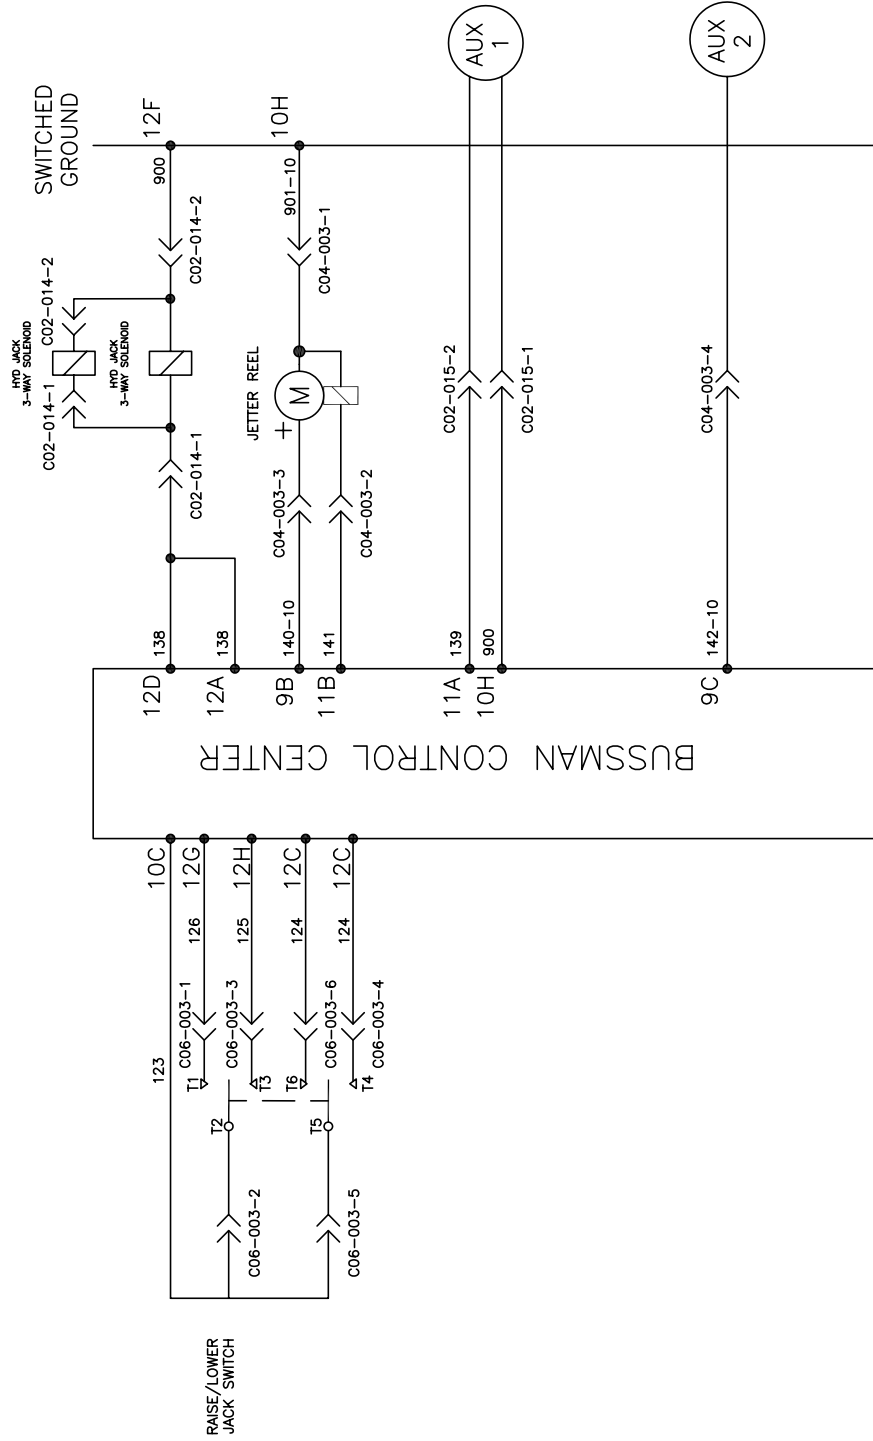 RAISE/LOWER
JACK SWITCH
123
C06-003-2
C06-003-5
T2
T5
T1
T3
T6
T4
C06-003-1
C06-003-3
C06-003-6
C06-003-4
126
125
124
124
10C
12G
12H
12C
12C
BUSSMAN CONTROL CENTER
12D
12A
9B
11B
11A
10H
9C
138
138
140-10
141
139
900
142-10
C02-014-1
C04-003-3
C04-003-2
C02-014-1
HYD JACK
3-WAY SOLENOID
C02-014-2
HYD JACK
3-WAY SOLENOID
C02-014-2
JETTER REEL
+
M
C04-003-1
C02-015-2
C02-015-1
C04-003-4
900
901-10
SWITCHED
GROUND
12F
10H
AUX
1
AUX
2